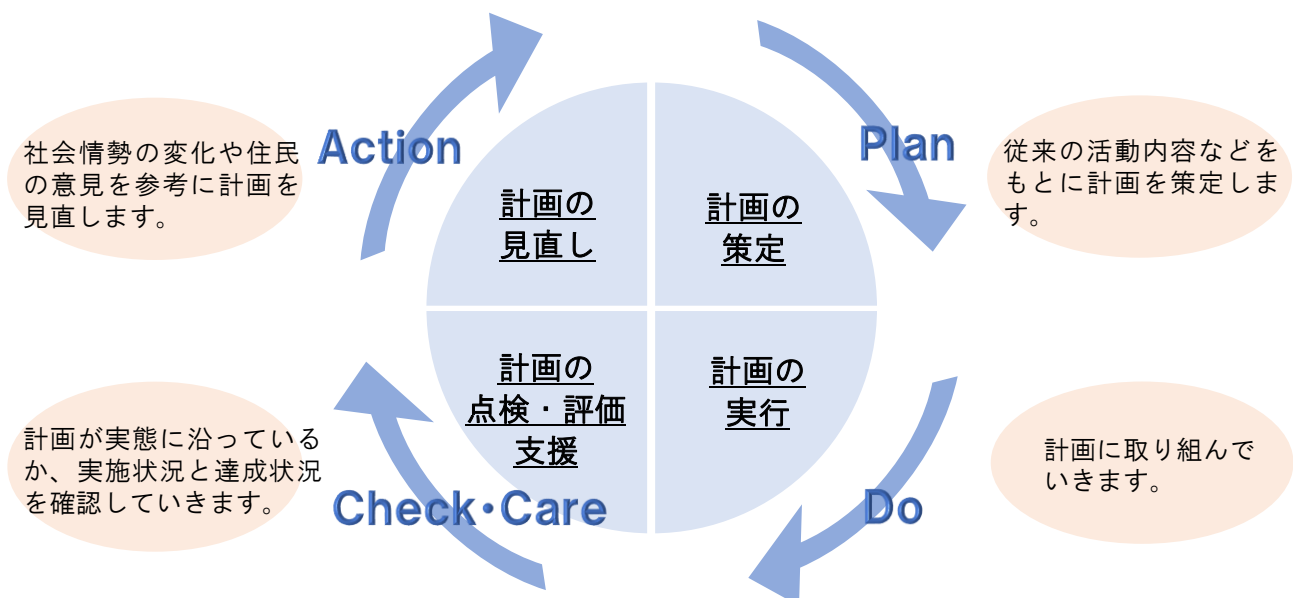 Action
社会情勢の変化や住民
の意見を参考に計画を
見直します。
計画の
見直し
計画の
策定
Plan
従来の活動内容などを
もとに計画を策定しま
す。
計画が実態に沿っている
か、実施状況と達成状況
を確認していきます。
計画の
点検・評価
支援
Check・Care
計画の
実行
Do
計画に取り組んで
いきます。